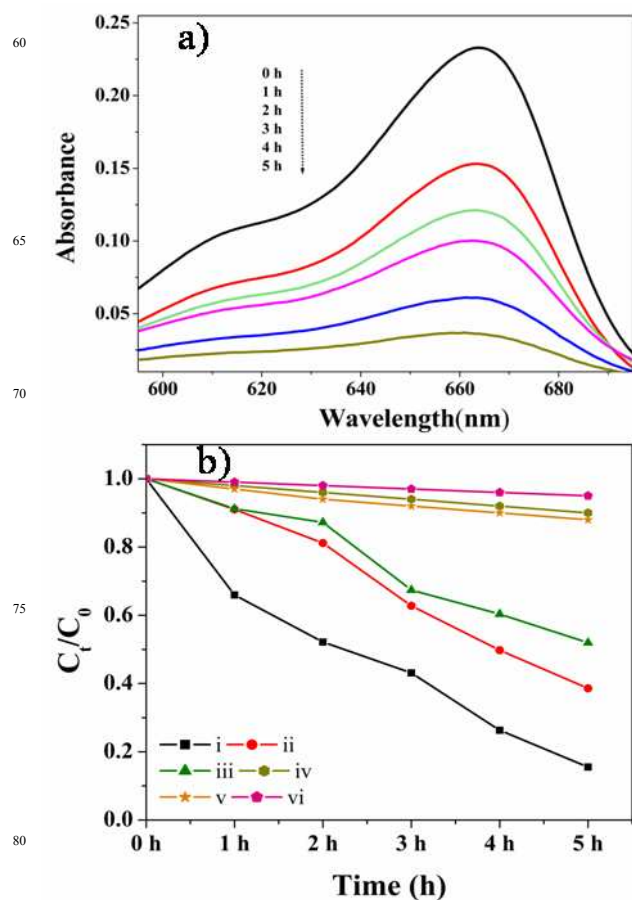 60
65
70
75
80
a)
0 h
1 h
2 h
3 h
4 h
5 h
0.25
0.20
0.15
0.10
0.05
Absorbance
600 620 640 660 680
Wavelength(nm)
b)
1.0
0.8
0.6
0.4
0.2
0.0
Ct/C0
i ii
iii iv
v vi
0 h 1 h 2 h 3 h 4 h 5 h
Time (h)